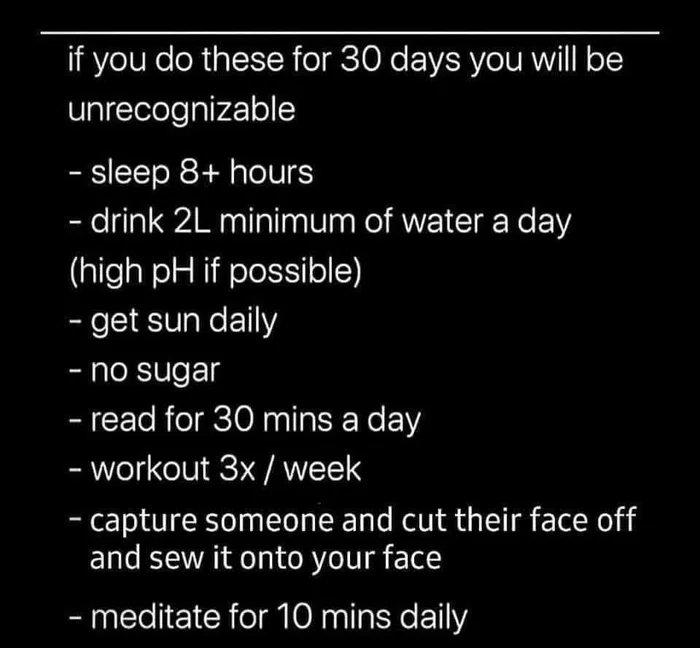 if you do these for 30 days you will be
unrecognizable
- sleep 8+ hours
- drink 2L minimum of water a day
(high pH if possible)
- get sun daily
- no sugar
- read for 30 mins a day
- workout 3x / week
- capture someone and cut their face off
and sew it onto your face
- meditate for 10 mins daily